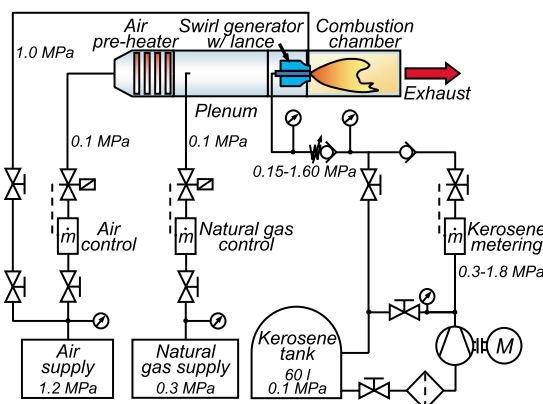 Air
pre-heater
Swirl generator
w/ lance
Combustion
chamber
1.0 MPa
Exhaust
Plenum
0.1 MPa
0.1 MPa
0.15-1.60 MPa
ṁ
Air
control
ṁ
Natural gas
control
ṁ
Kerosene
metering
0.3-1.8 MPa
Air
supply
1.2 MPa
Natural
gas supply
0.3 MPa
Kerosene
tank
60 l
0.1 MPa
M